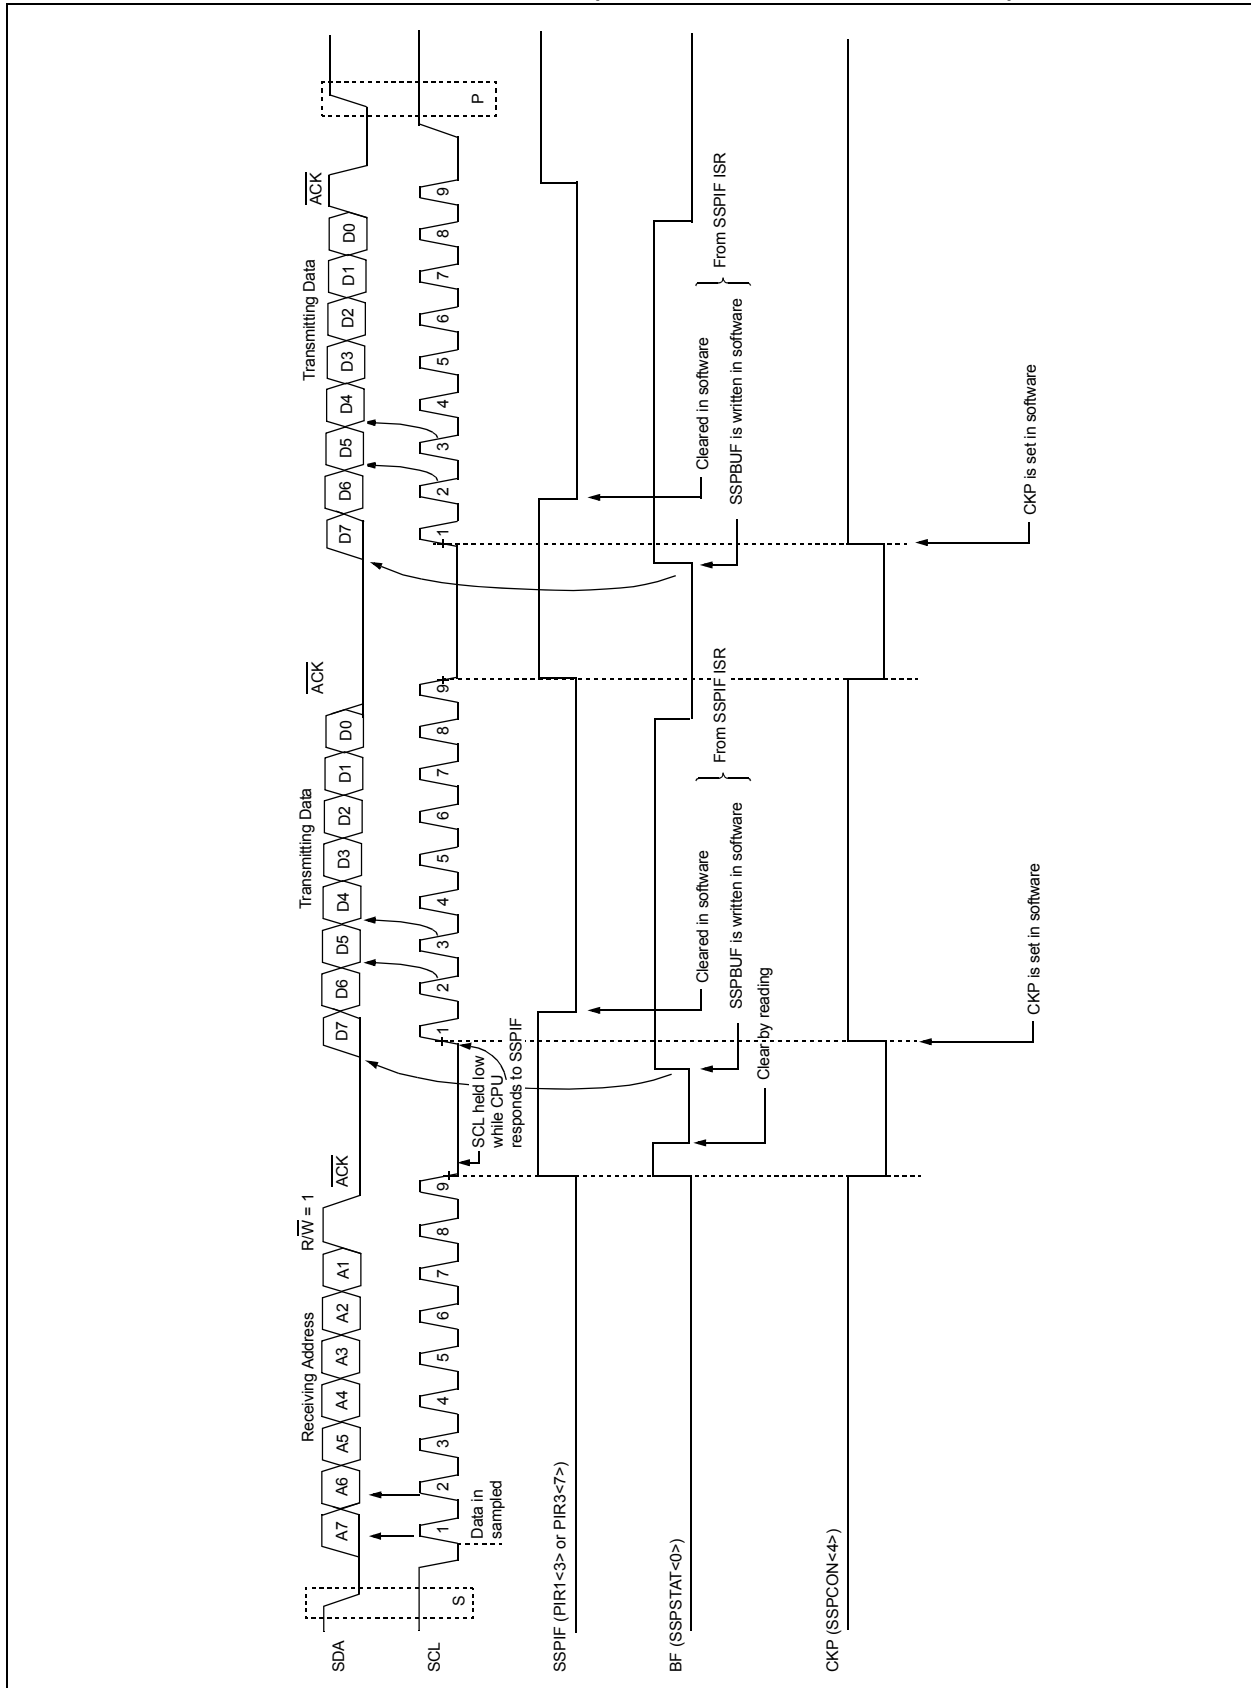 Receiving Address
R/W = 1
ACK
Transmitting Data
ACK
Transmitting Data
ACK
SDA
A7 A6 A5 A4 A3 A2 A1
D7 D6 D5 D4 D3 D2 D1 D0
D7 D6 D5 D4 D3 D2 D1 D0
SCL
1 2 3 4 5 6 7 8 9
1 2 3 4 5 6 7 8 9
1 2 3 4 5 6 7 8 9
S
P
Data in
sampled
SCL held low
while CPU
responds to SSPIF
SSPIF (PIR1<3> or PIR3<7>)
BF (SSPSTAT<0>)
Cleared in software
From SSPIF ISR
SSPBUF is written in software
Clear by reading
Cleared in software
From SSPIF ISR
SSPBUF is written in software
CKP (SSPCON<4>)
CKP is set in software
CKP is set in software